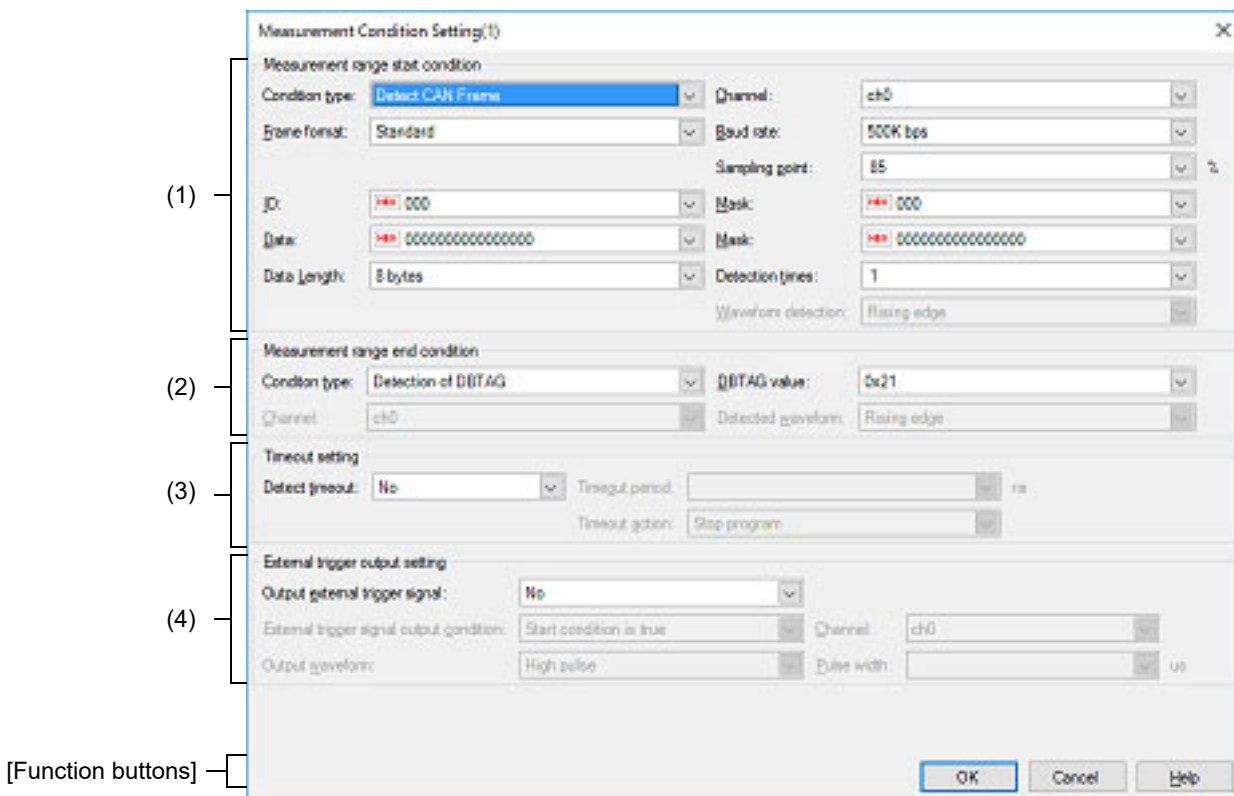 Measurement Condition Setting(1)
Measurement range start condition
Condition type: Detect CAN Frame Channel: ch0
Frame format: Standard Baud rate: 500K bps
Sampling point: 85 %
(1)
ID: HEX 000 Mask: HEX 000
Data: HEX 0000000000000000 Mask: HEX 0000000000000000
Data Length: 8 bytes Detection times: 1
Waveform detection: Rising edge
Measurement range end condition
(2)
Condition type: Detection of DBTAG DBTAG value: 0x21
Channel: ch0 Detected waveform: Rising edge
Timeout setting
(3)
Detect timeout: No Timeout period: ns
Timeout action: Stop program
External trigger output setting
Output external trigger signal: No
(4)
External trigger signal output condition: Start condition is true Channel: ch0
Output waveform: High pulse Pulse width: us
[Function buttons]
OK Cancel Help